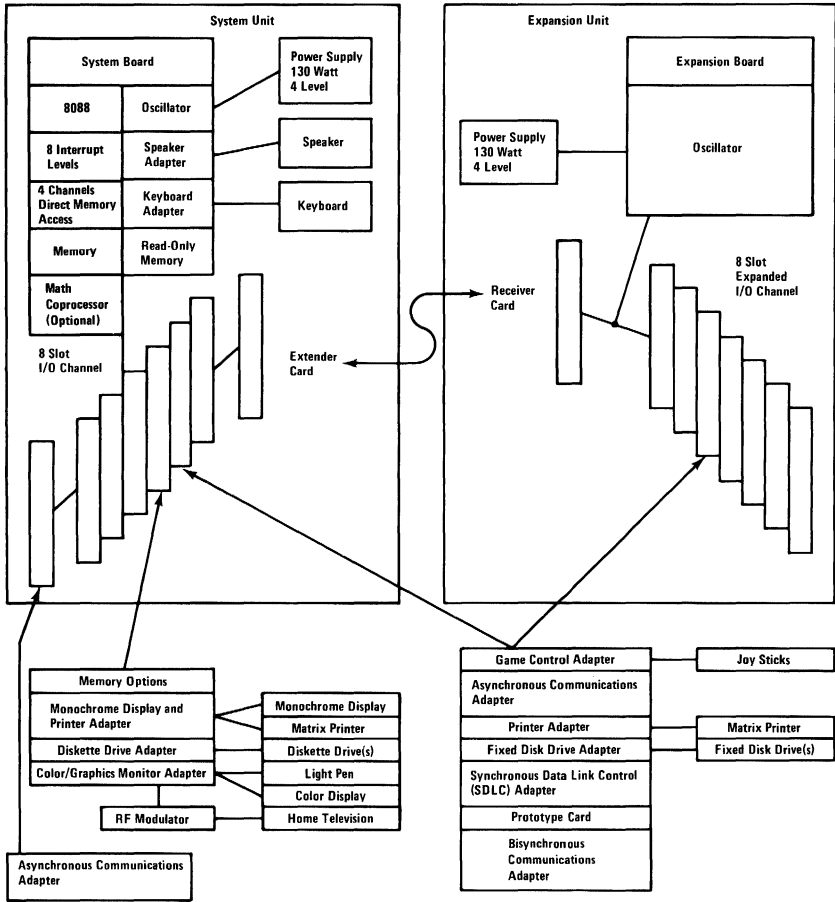 System Unit
System Board
8088
Oscillator
8 Interrupt
Levels
Speaker
Adapter
4 Channels
Direct Memory
Access
Keyboard
Adapter
Memory
Read-Only
Memory
Math
Coprocessor
(Optional)
8 Slot
I/O Channel
Power Supply
130 Watt
4 Level
Speaker
Keyboard
Extender
Card
Expansion Unit
Expansion Board
Oscillator
Power Supply
130 Watt
4 Level
Receiver
Card
8 Slot
Expanded
I/O Channel
Memory Options
Monochrome Display and
Printer Adapter
Diskette Drive Adapter
Color/Graphics Monitor Adapter
RF Modulator
Monochrome Display
Matrix Printer
Diskette Drive(s)
Light Pen
Color Display
Home Television
Asynchronous Communications
Adapter
Game Control Adapter
Asynchronous Communications
Adapter
Printer Adapter
Fixed Disk Drive Adapter
Synchronous Data Link Control
(SDLC) Adapter
Prototype Card
Bisynchronous
Communications
Adapter
Joy Sticks
Matrix Printer
Fixed Disk Drive(s)